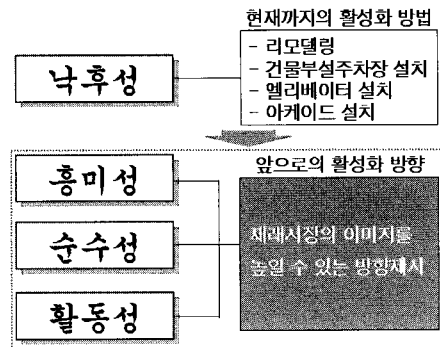 현재까지의 활성화 방법
낙후성
- 리모델링
- 건물부설주차장 설치
- 엘리베이터 설치
- 아케이드 설치
앞으로의 활성화 방향
흥미성
순수성
활동성
재래시장의 이미지를
높일 수 있는 방향제시